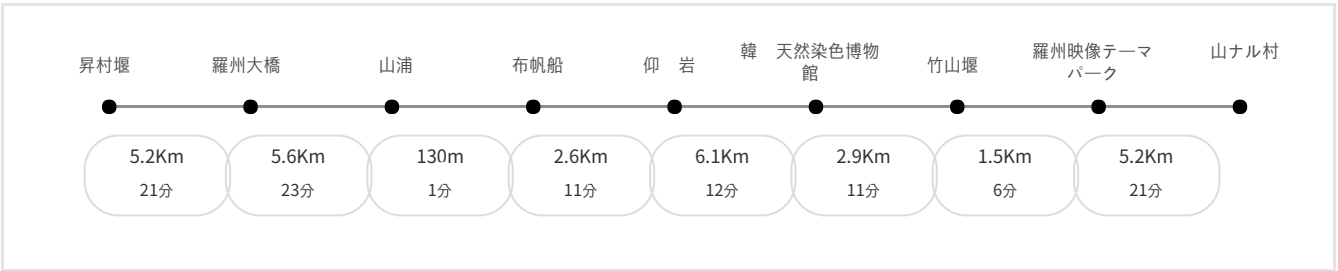 昇村堰
羅州大橋
山浦
布帆船
仰　岩
韓　天然染色博物
館
竹山堰
羅州映像テーマ
パーク
山ナル村
5.2Km
5.6Km
130m
2.6Km
6.1Km
2.9Km
1.5Km
5.2Km
21分
23分
1分
11分
12分
11分
6分
21分